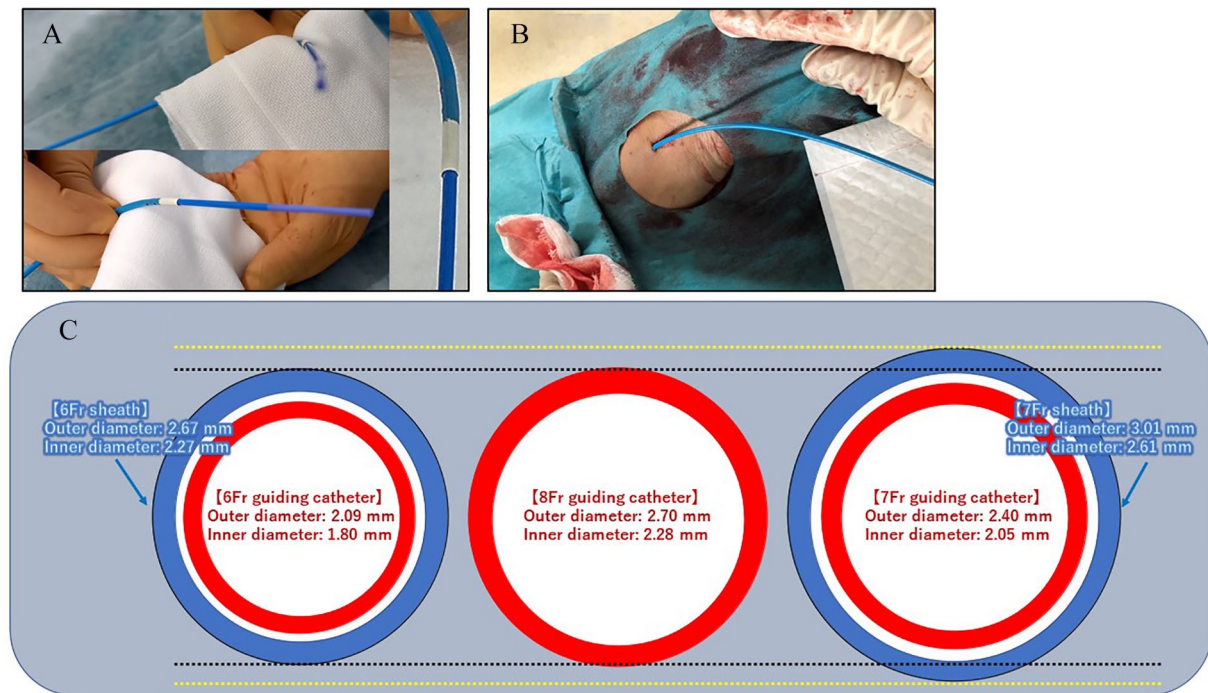 A
B
C
【6Fr sheath】
Outer diameter: 2.67 mm
Inner diameter: 2.27 mm
【6Fr guiding catheter】
Outer diameter: 2.09 mm
Inner diameter: 1.80 mm
【8Fr guiding catheter】
Outer diameter: 2.70 mm
Inner diameter: 2.28 mm
【7Fr guiding catheter】
Outer diameter: 2.40 mm
Inner diameter: 2.05 mm
【7Fr sheath】
Outer diameter: 3.01 mm
Inner diameter: 2.61 mm